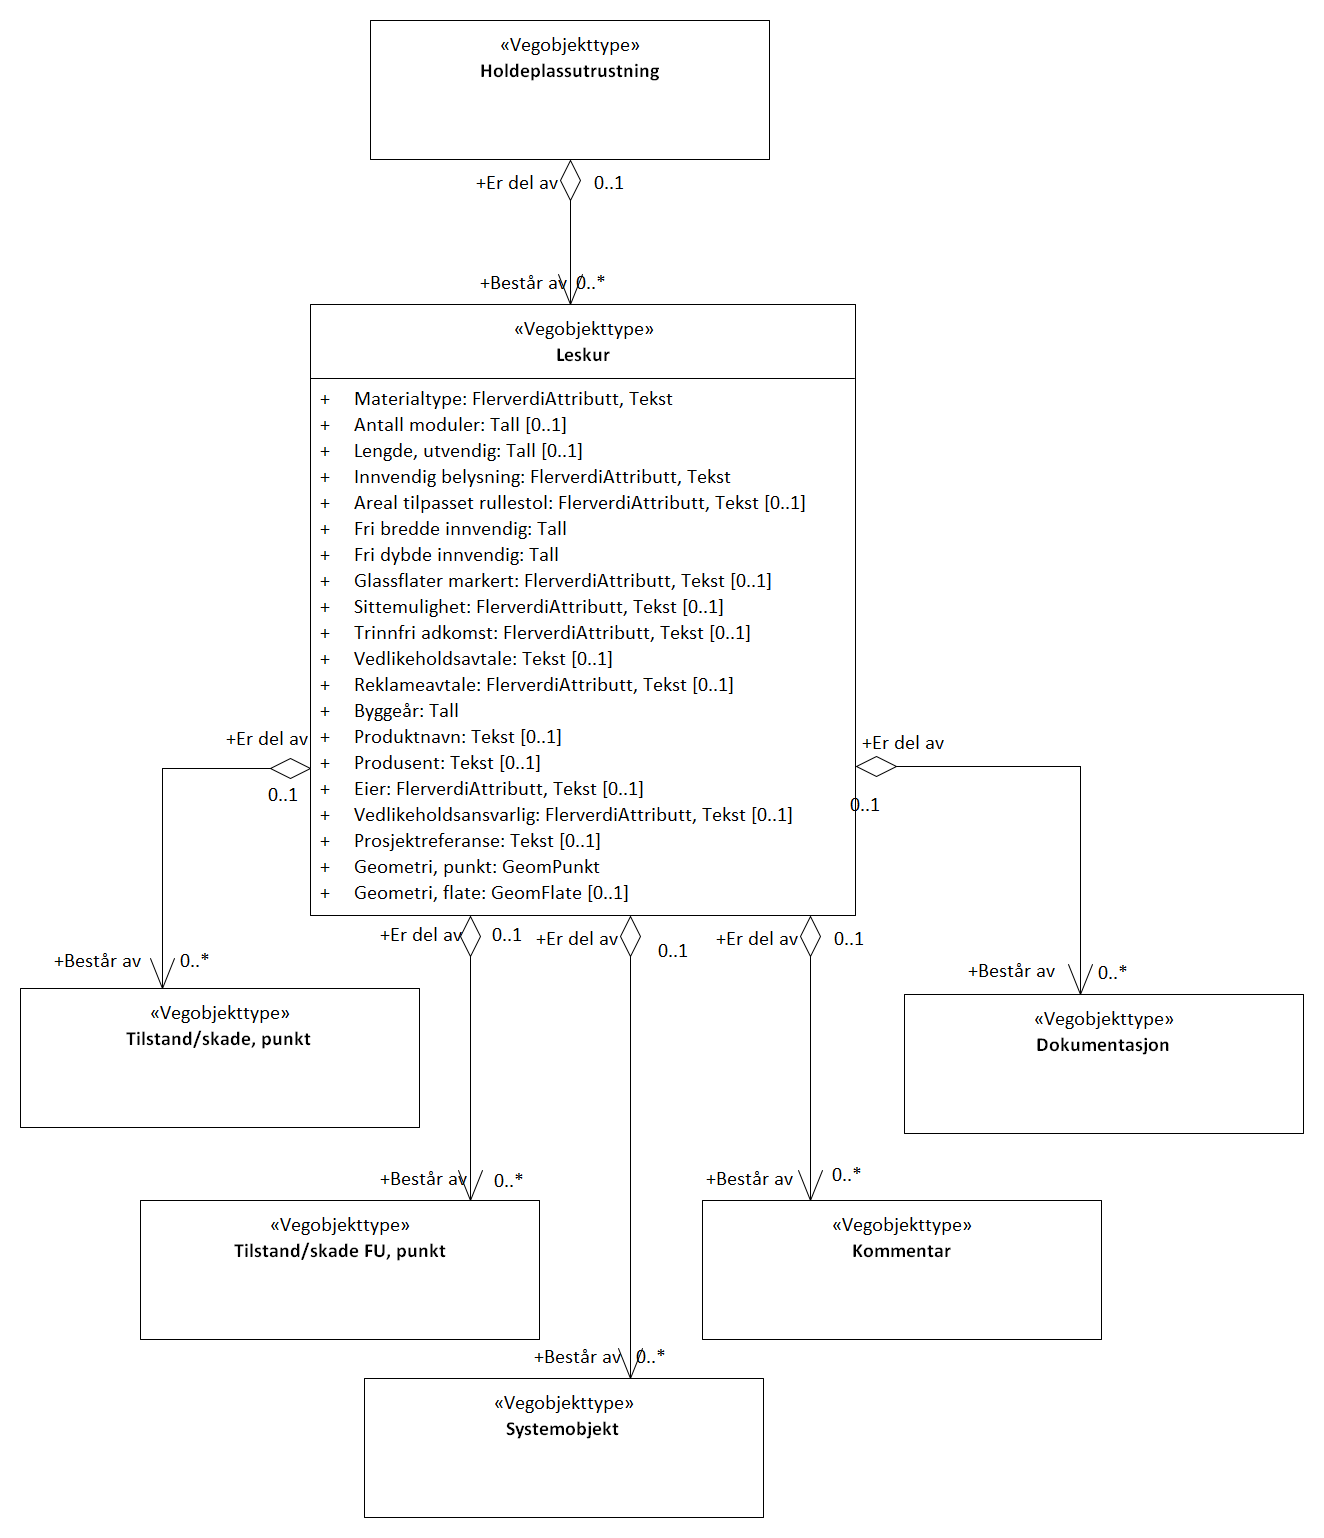 «Vegobjekttype»
Holdeplassutrustning
+Er del av
0..1
+Består av
0..*
«Vegobjekttype»
Leskur
+ Materialtype: FlerverdiAttributt, Tekst
+ Antall moduler: Tall [0..1]
+ Lengde, utvendig: Tall [0..1]
+ Innvendig belysning: FlerverdiAttributt, Tekst
+ Areal tilpasset rullestol: FlerverdiAttributt, Tekst [0..1]
+ Fri bredde innvendig: Tall
+ Fri dybde innvendig: Tall
+ Glassflater markert: FlerverdiAttributt, Tekst [0..1]
+ Sittemulighet: FlerverdiAttributt, Tekst [0..1]
+ Trinnfri adkomst: FlerverdiAttributt, Tekst [0..1]
+ Vedlikeholdsavtale: Tekst [0..1]
+ Reklameavtale: FlerverdiAttributt, Tekst [0..1]
+ Byggeår: Tall
+ Produktnavn: Tekst [0..1]
+ Produsent: Tekst [0..1]
+ Eier: FlerverdiAttributt, Tekst [0..1]
+ Vedlikeholdsansvarlig: FlerverdiAttributt, Tekst [0..1]
+ Prosjektreferanse: Tekst [0..1]
+ Geometri, punkt: GeomPunkt
+ Geometri, flate: GeomFlate [0..1]
+Er del av
0..1
+Består av
0..*
«Vegobjekttype»
Tilstand/skade, punkt
+Er del av
0..1
+Består av
0..*
«Vegobjekttype»
Tilstand/skade FU, punkt
+Er del av
0..1
+Består av
0..*
«Vegobjekttype»
Systemobjekt
+Er del av
0..1
+Består av
0..*
«Vegobjekttype»
Kommentar
+Er del av
0..1
+Består av
0..*
«Vegobjekttype»
Dokumentasjon